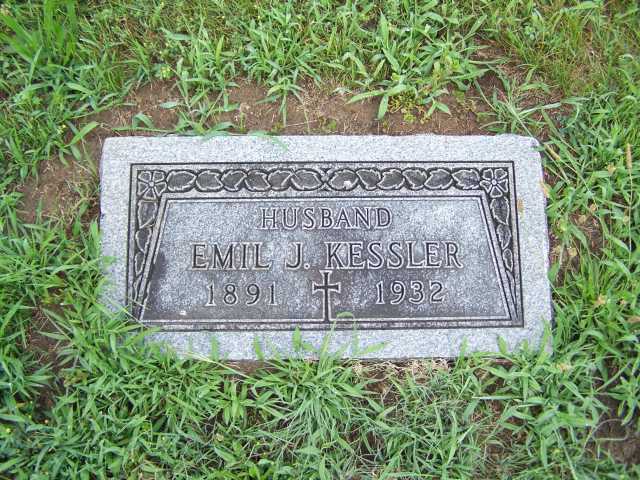 HUSBAND
EMIL J. KESSLER
1891 1932